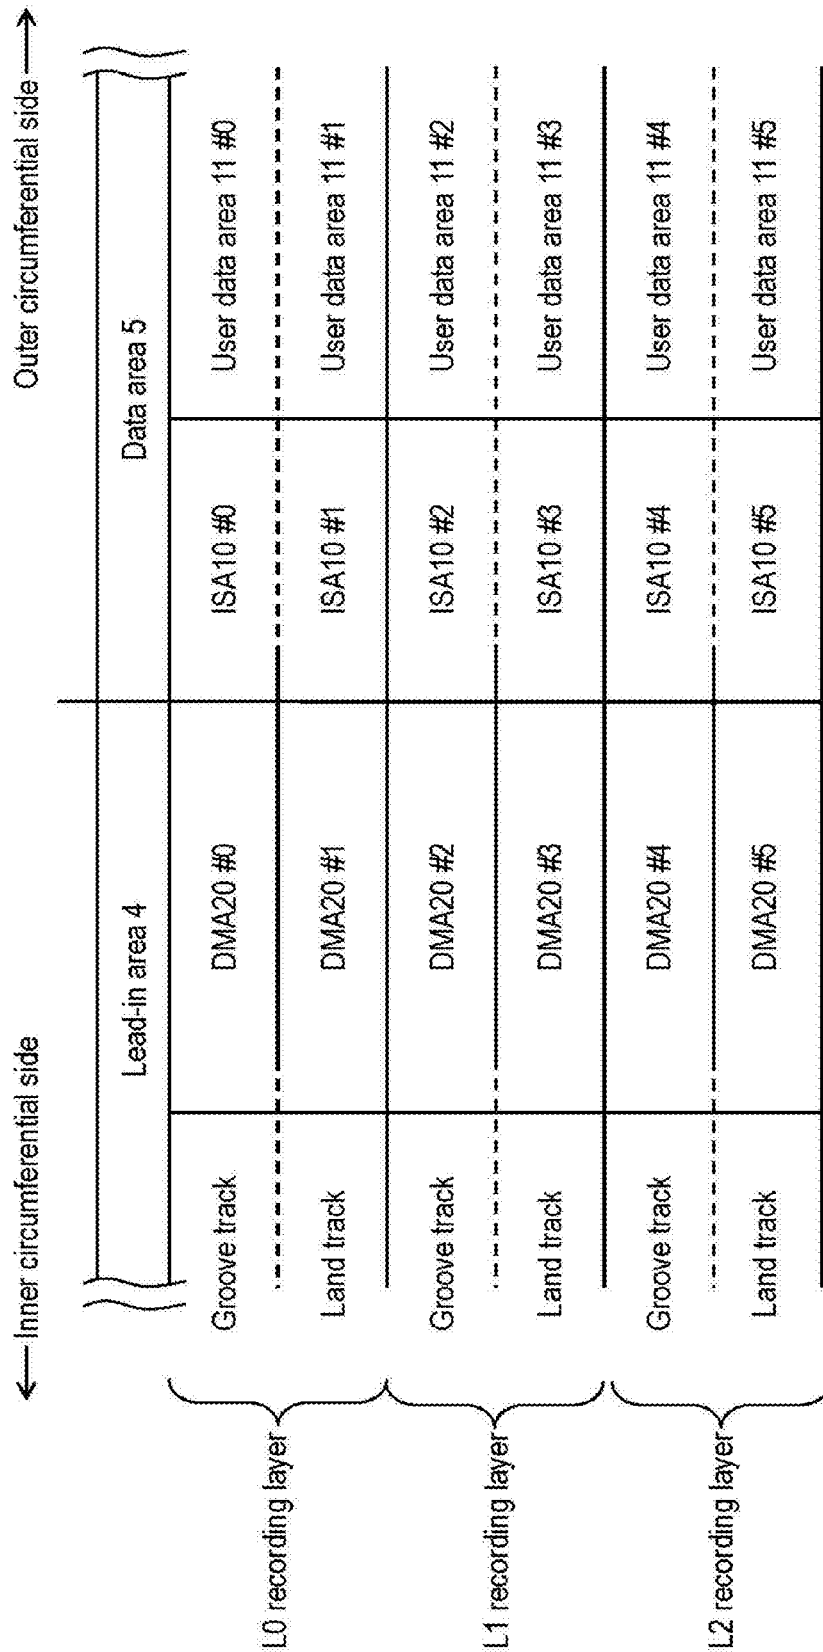 Inner circumferential side
Outer circumferential side
Lead-in area 4
Data area 5
L0 recording layer
Groove track
DMA20 #0
ISA10 #0
User data area 11 #0
Land track
DMA20 #1
ISA10 #1
User data area 11 #1
L1 recording layer
Groove track
DMA20 #2
ISA10 #2
User data area 11 #2
Land track
DMA20 #3
ISA10 #3
User data area 11 #3
L2 recording layer
Groove track
DMA20 #4
ISA10 #4
User data area 11 #4
Land track
DMA20 #5
ISA10 #5
User data area 11 #5